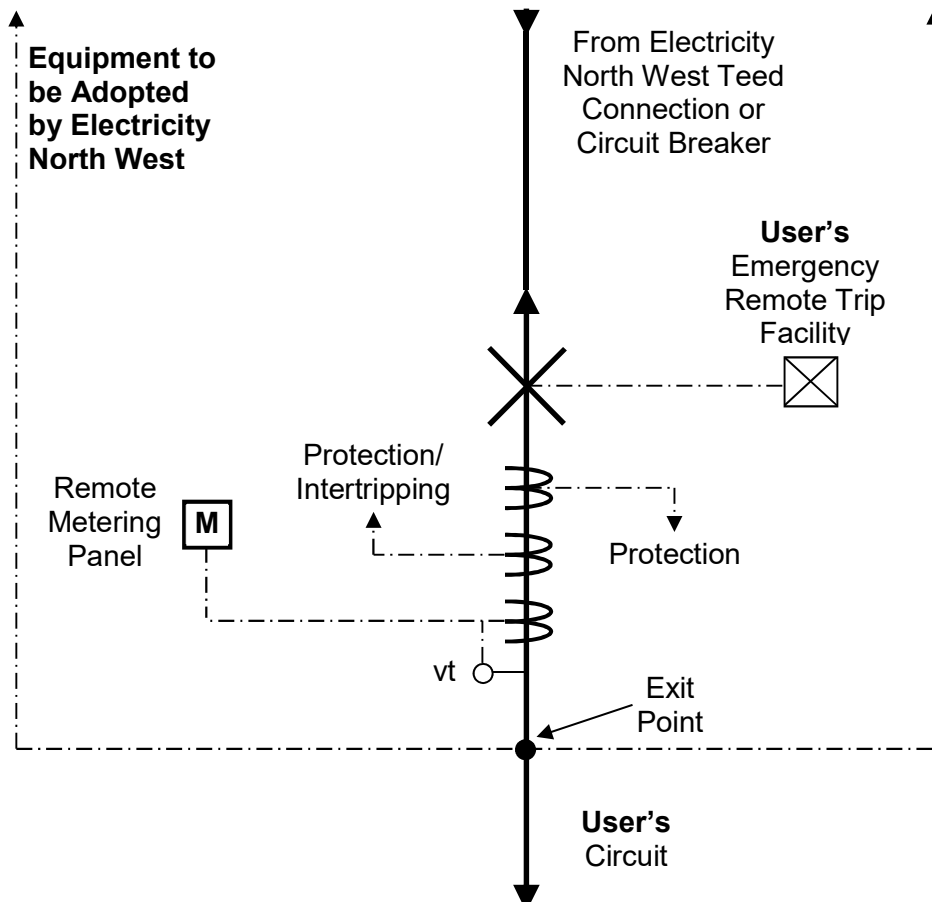 Equipment to
be Adopted
by Electricity
North West
From Electricity
North West Teed
Connection or
Circuit Breaker
User's
Emergency
Remote Trip
Facility
Protection/
Intertripping
Remote
Metering
Panel
M
Protection
vt
Exit
Point
User's
Circuit